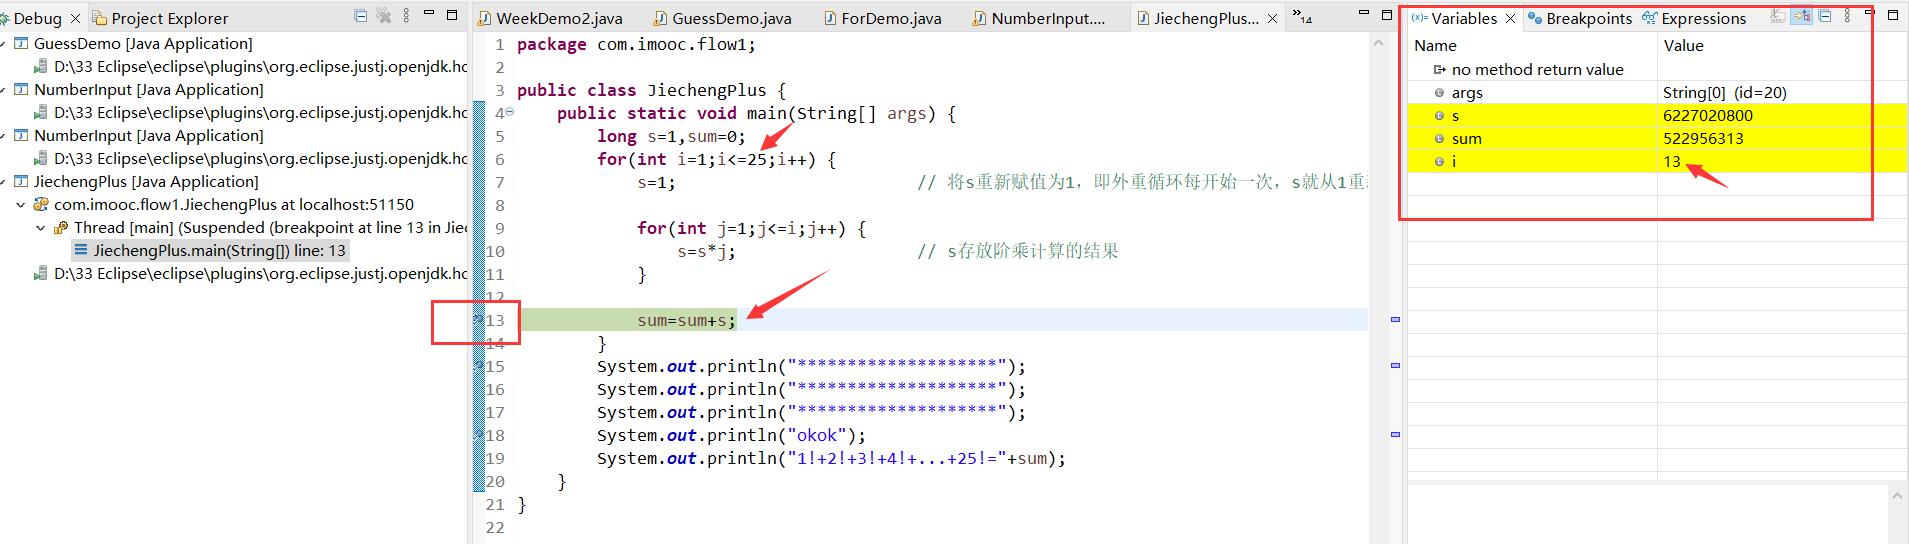 Debug
Project Explorer
GuessDemo [Java Application]
D:\33 Eclipse\eclipse\plugins\org.eclipse.justj.openjdk.hc
NumberInput [Java Application]
D:\33 Eclipse\eclipse\plugins\org.eclipse.justj.openjdk.hc
NumberInput [Java Application]
D:\33 Eclipse\eclipse\plugins\org.eclipse.justj.openjdk.hc
JiechengPlus [Java Application]
com.imooc.flow1.JiechengPlus at localhost:51150
Thread [main] (Suspended (breakpoint at line 13 in Jie
JiechengPlus.main(String[]) line: 13
D:\33 Eclipse\eclipse\plugins\org.eclipse.justj.openjdk.hc
WeekDemo2.java GuessDemo.java ForDemo.java NumberInput.... JiechengPlus... »14
1 package com.imooc.flow1;
2
3 public class JiechengPlus {
4 public static void main(String[] args) {
5 long s=1,sum=0;
6 for(int i=1;i<=25;i++) {
7 s=1; // 将s重新赋值为1，即外重循环每开始一次，s就从1重
8
9 for(int j=1;j<=i;j++) {
10 s=s*j; // s存放阶乘计算的结果
11 }
12
13 sum=sum+s;
14 }
15 System.out.println("********************");
16 System.out.println("********************");
17 System.out.println("********************");
18 System.out.println("okok");
19 System.out.println("1!+2!+3!+4!+...+25!="+sum);
20 }
21 }
22
(x)= Variables Breakpoints Expressions
Name Value
no method return value
args String[0] (id=20)
s 6227020800
sum 522956313
i 13